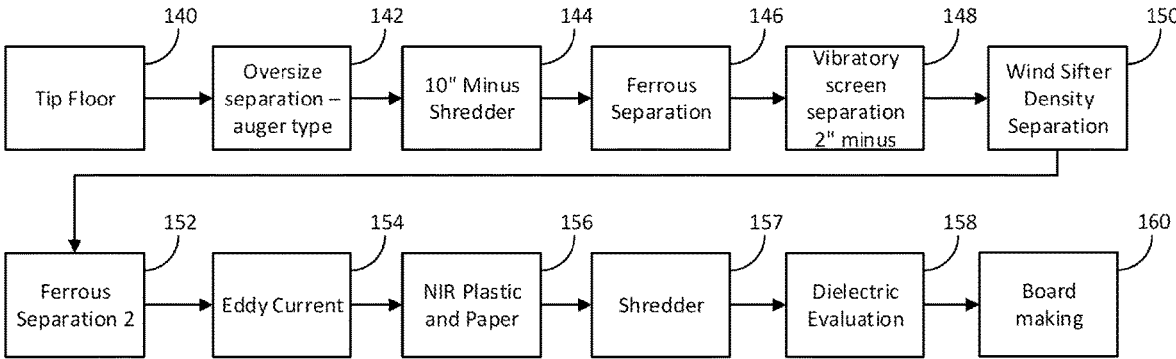 140
142
144
146
148
150
Tip Floor
Oversize
separation –
auger type
10" Minus
Shredder
Ferrous
Separation
Vibratory
screen
separation
2" minus
Wind Sifter
Density
Separation
152
154
156
157
158
160
Ferrous
Separation 2
Eddy Current
NIR Plastic
and Paper
Shredder
Dielectric
Evaluation
Board
making